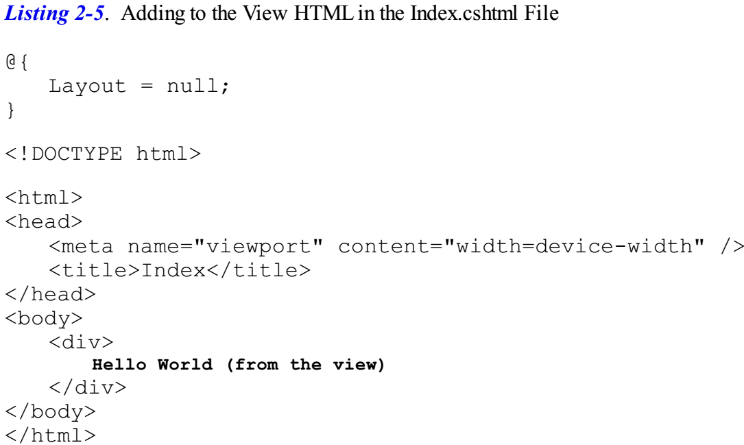 Listing 2-5. Adding to the View HTML in the Index.cshtml File
@{
    Layout = null;
}
<!DOCTYPE html>
<html>
<head>
    <meta name="viewport" content="width=device-width" />
    <title>Index</title>
</head>
<body>
    <div>
        Hello World (from the view)
    </div>
</body>
</html>